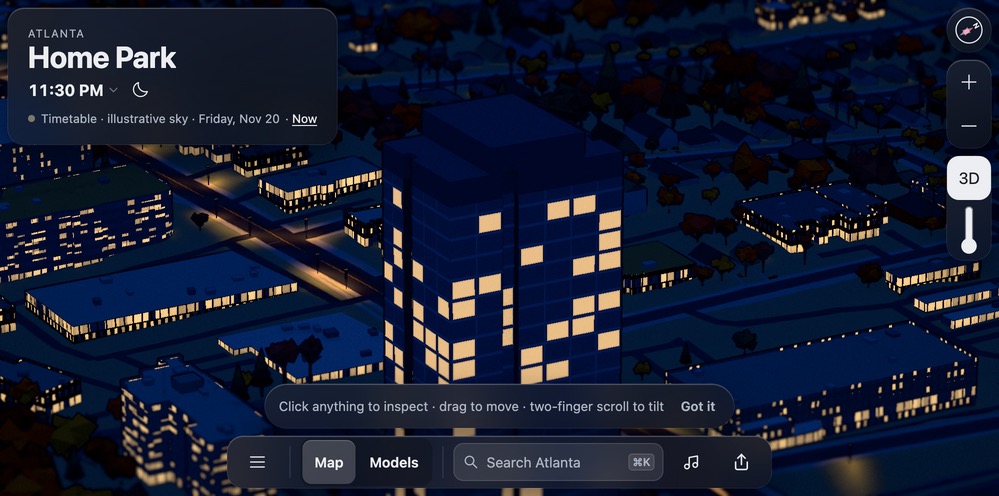 ATLANTA
Home Park
11:30 PM
Timetable · illustrative sky · Friday, Nov 20 · Now
3D
Click anything to inspect · drag to move · two-finger scroll to tilt Got it
Map Models Search Atlanta ⌘K